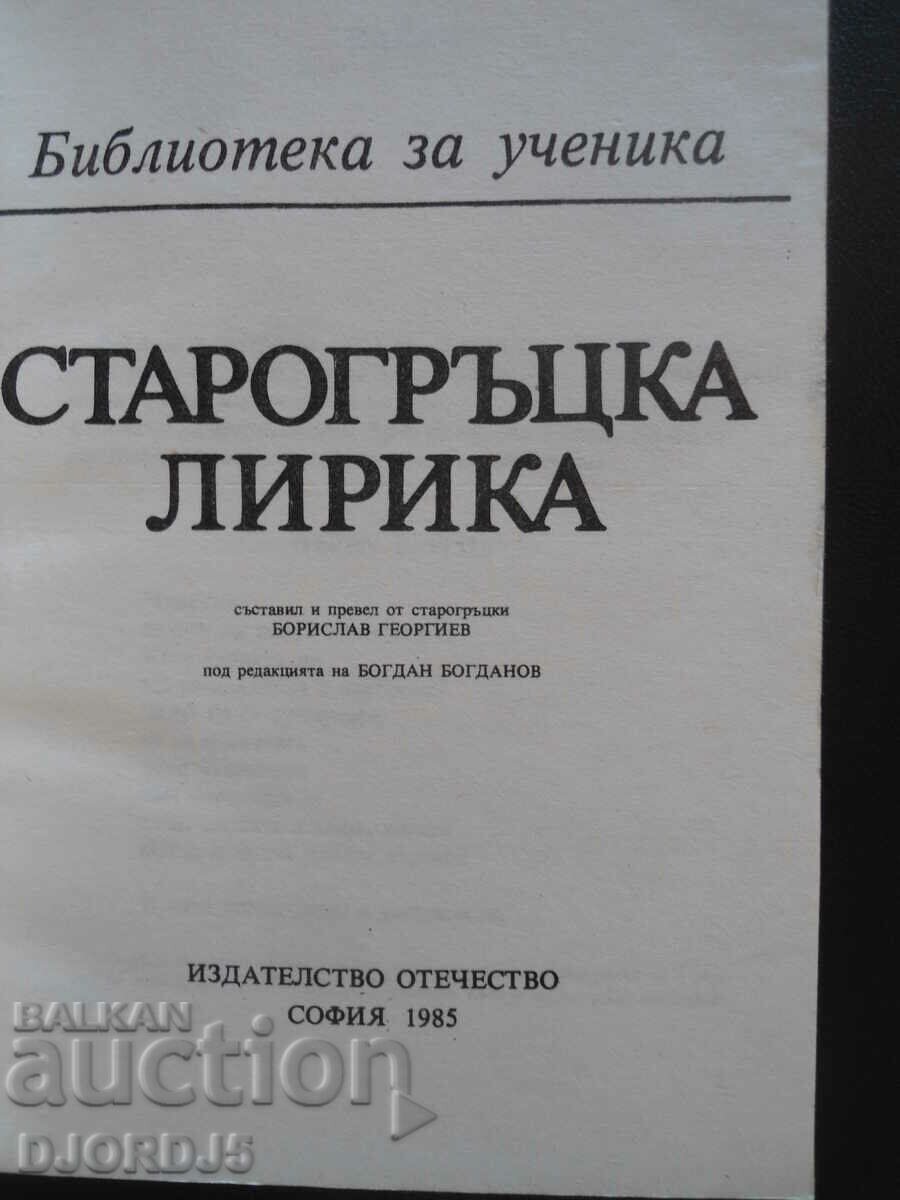 Библиотека за ученика
СТАРОГРЪЦКА
ЛИРИКА
съставил и превел от старогръцки
БОРИСЛАВ ГЕОРГИЕВ
под редакцията на БОГДАН БОГДАНОВ
ИЗДАТЕЛСТВО ОТЕЧЕСТВО
СОФИЯ 1985
BALKAN
auction
DJORDJ5